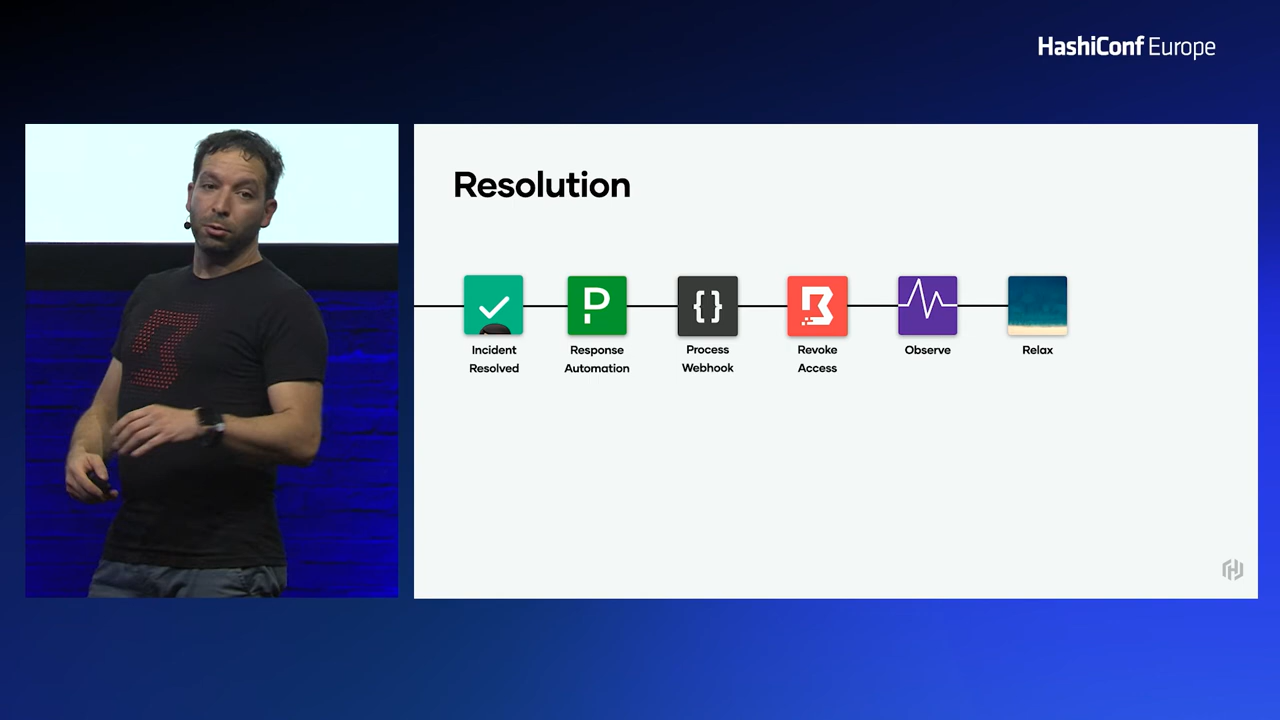 HashiConf Europe
Resolution
P
{}
Incident
Resolved
Response
Automation
Process
Webhook
Revoke
Access
Observe
Relax